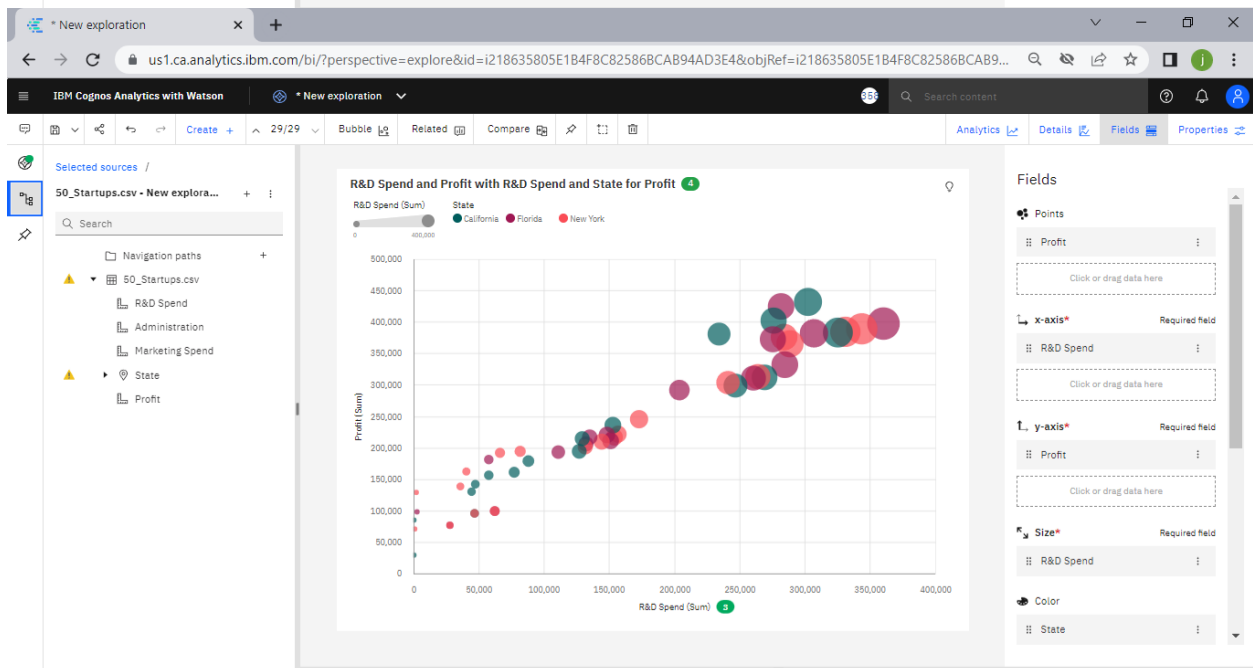 * New exploration
us1.ca.analytics.ibm.com/bi/?perspective=explore&id=i218635805E1B4F8C82586BCAB94AD3E4&objRef=i218635805E1B4F8C82586BCAB9...
j
IBM Cognos Analytics with Watson
* New exploration
358
Search content
Create +
29/29
Bubble
Related
Compare
Analytics
Details
Fields
Properties
Selected sources /
50_Startups.csv - New explora...
Search
Navigation paths
50_Startups.csv
R&D Spend
Administration
Marketing Spend
State
Profit
R&D Spend and Profit with R&D Spend and State for Profit 4
R&D Spend (Sum)
0 400,000
State
California Florida New York
Profit (Sum)
500,000
450,000
400,000
350,000
300,000
250,000
200,000
150,000
100,000
50,000
0
0 50,000 100,000 150,000 200,000 250,000 300,000 350,000 400,000
R&D Spend (Sum) 3
Fields
Points
Profit
Click or drag data here
x-axis* Required field
R&D Spend
Click or drag data here
y-axis* Required field
Profit
Click or drag data here
Size* Required field
R&D Spend
Color
State